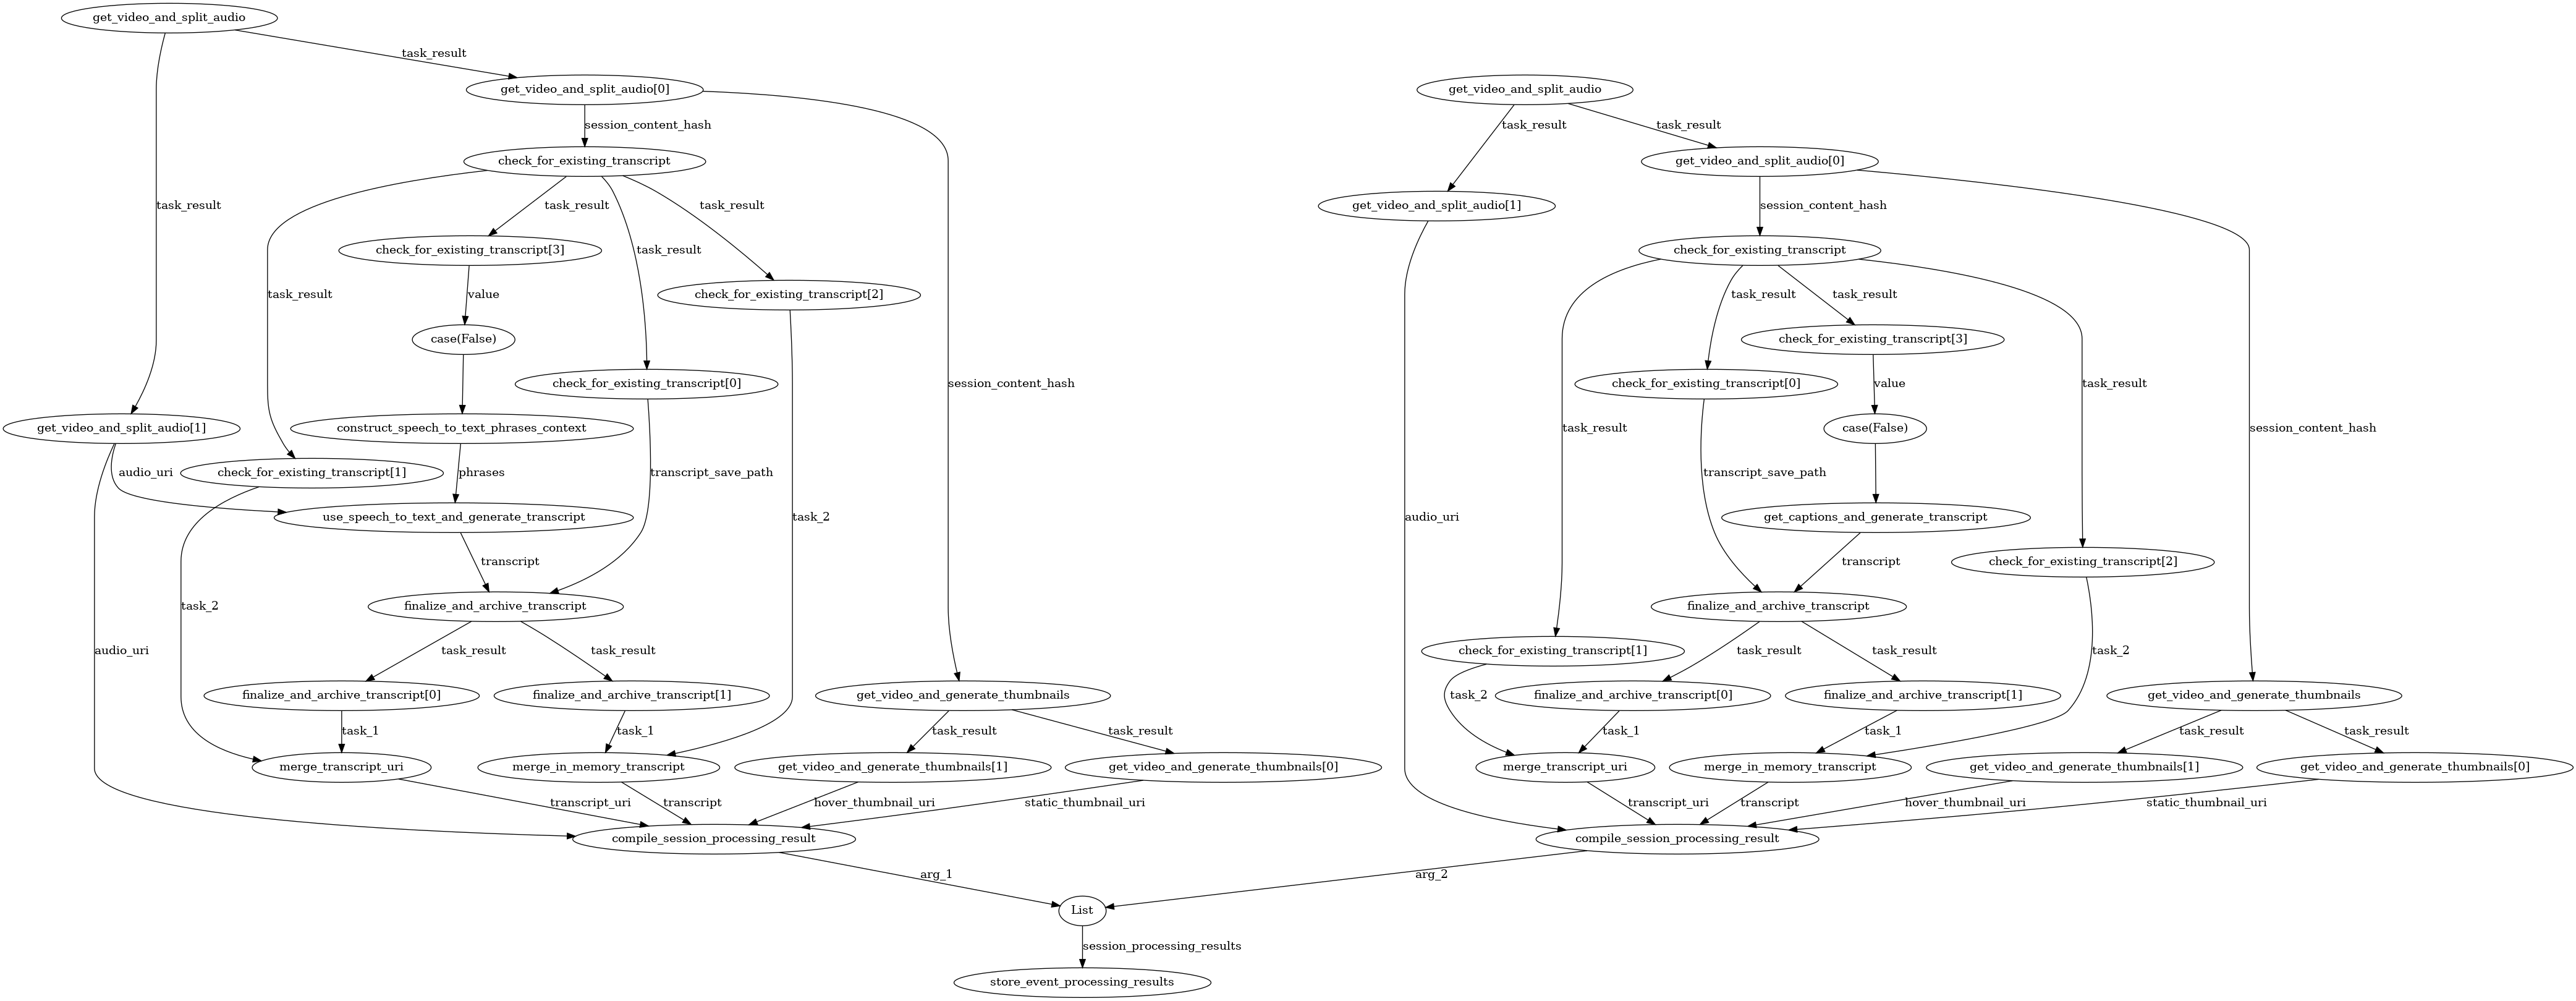 get_video_and_split_audio
task_result
get_video_and_split_audio[0]
get_video_and_split_audio
session_content_hash
task_result
task_result
check_for_existing_transcript
get_video_and_split_audio[0]
task_result
task_result
task_result
get_video_and_split_audio[1]
session_content_hash
check_for_existing_transcript[3]
task_result
check_for_existing_transcript
task_result
value
check_for_existing_transcript[2]
task_result
task_result
case(False)
check_for_existing_transcript[3]
check_for_existing_transcript[0]
session_content_hash
check_for_existing_transcript[0]
value
task_result
get_video_and_split_audio[1]
construct_speech_to_text_phrases_context
task_result
case(False)
session_content_hash
audio_uri
check_for_existing_transcript[1]
phrases
transcript_save_path
transcript_save_path
use_speech_to_text_and_generate_transcript
task_2
audio_uri
get_captions_and_generate_transcript
transcript
transcript
check_for_existing_transcript[2]
task_2
finalize_and_archive_transcript
finalize_and_archive_transcript
audio_uri
task_result
task_result
check_for_existing_transcript[1]
task_result
task_result
task_2
finalize_and_archive_transcript[0]
finalize_and_archive_transcript[1]
get_video_and_generate_thumbnails
task_2
finalize_and_archive_transcript[0]
finalize_and_archive_transcript[1]
get_video_and_generate_thumbnails
task_1
task_1
task_result
task_result
task_1
task_1
task_result
task_result
merge_transcript_uri
merge_in_memory_transcript
get_video_and_generate_thumbnails[1]
get_video_and_generate_thumbnails[0]
merge_transcript_uri
merge_in_memory_transcript
get_video_and_generate_thumbnails[1]
get_video_and_generate_thumbnails[0]
transcript_uri
transcript
hover_thumbnail_uri
static_thumbnail_uri
transcript_uri
transcript
hover_thumbnail_uri
static_thumbnail_uri
compile_session_processing_result
compile_session_processing_result
arg_1
arg_2
List
session_processing_results
store_event_processing_results